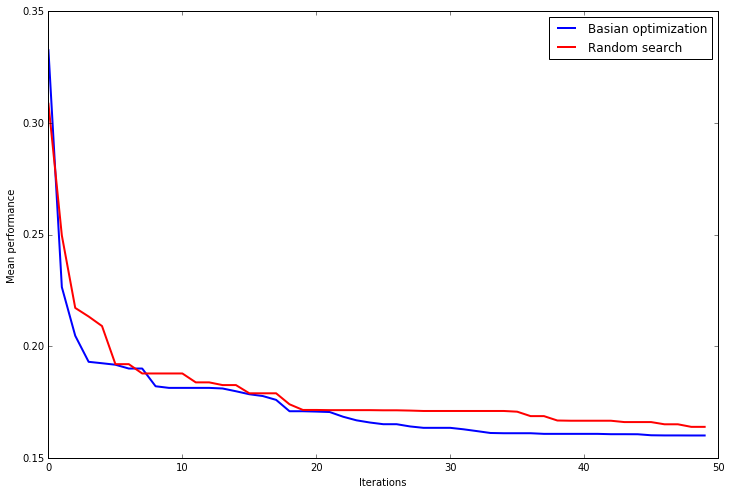 0.35
0.30
0.25
0.20
0.15
Mean performance
Basian optimization
Random search
0 10 20 30 40 50
Iterations